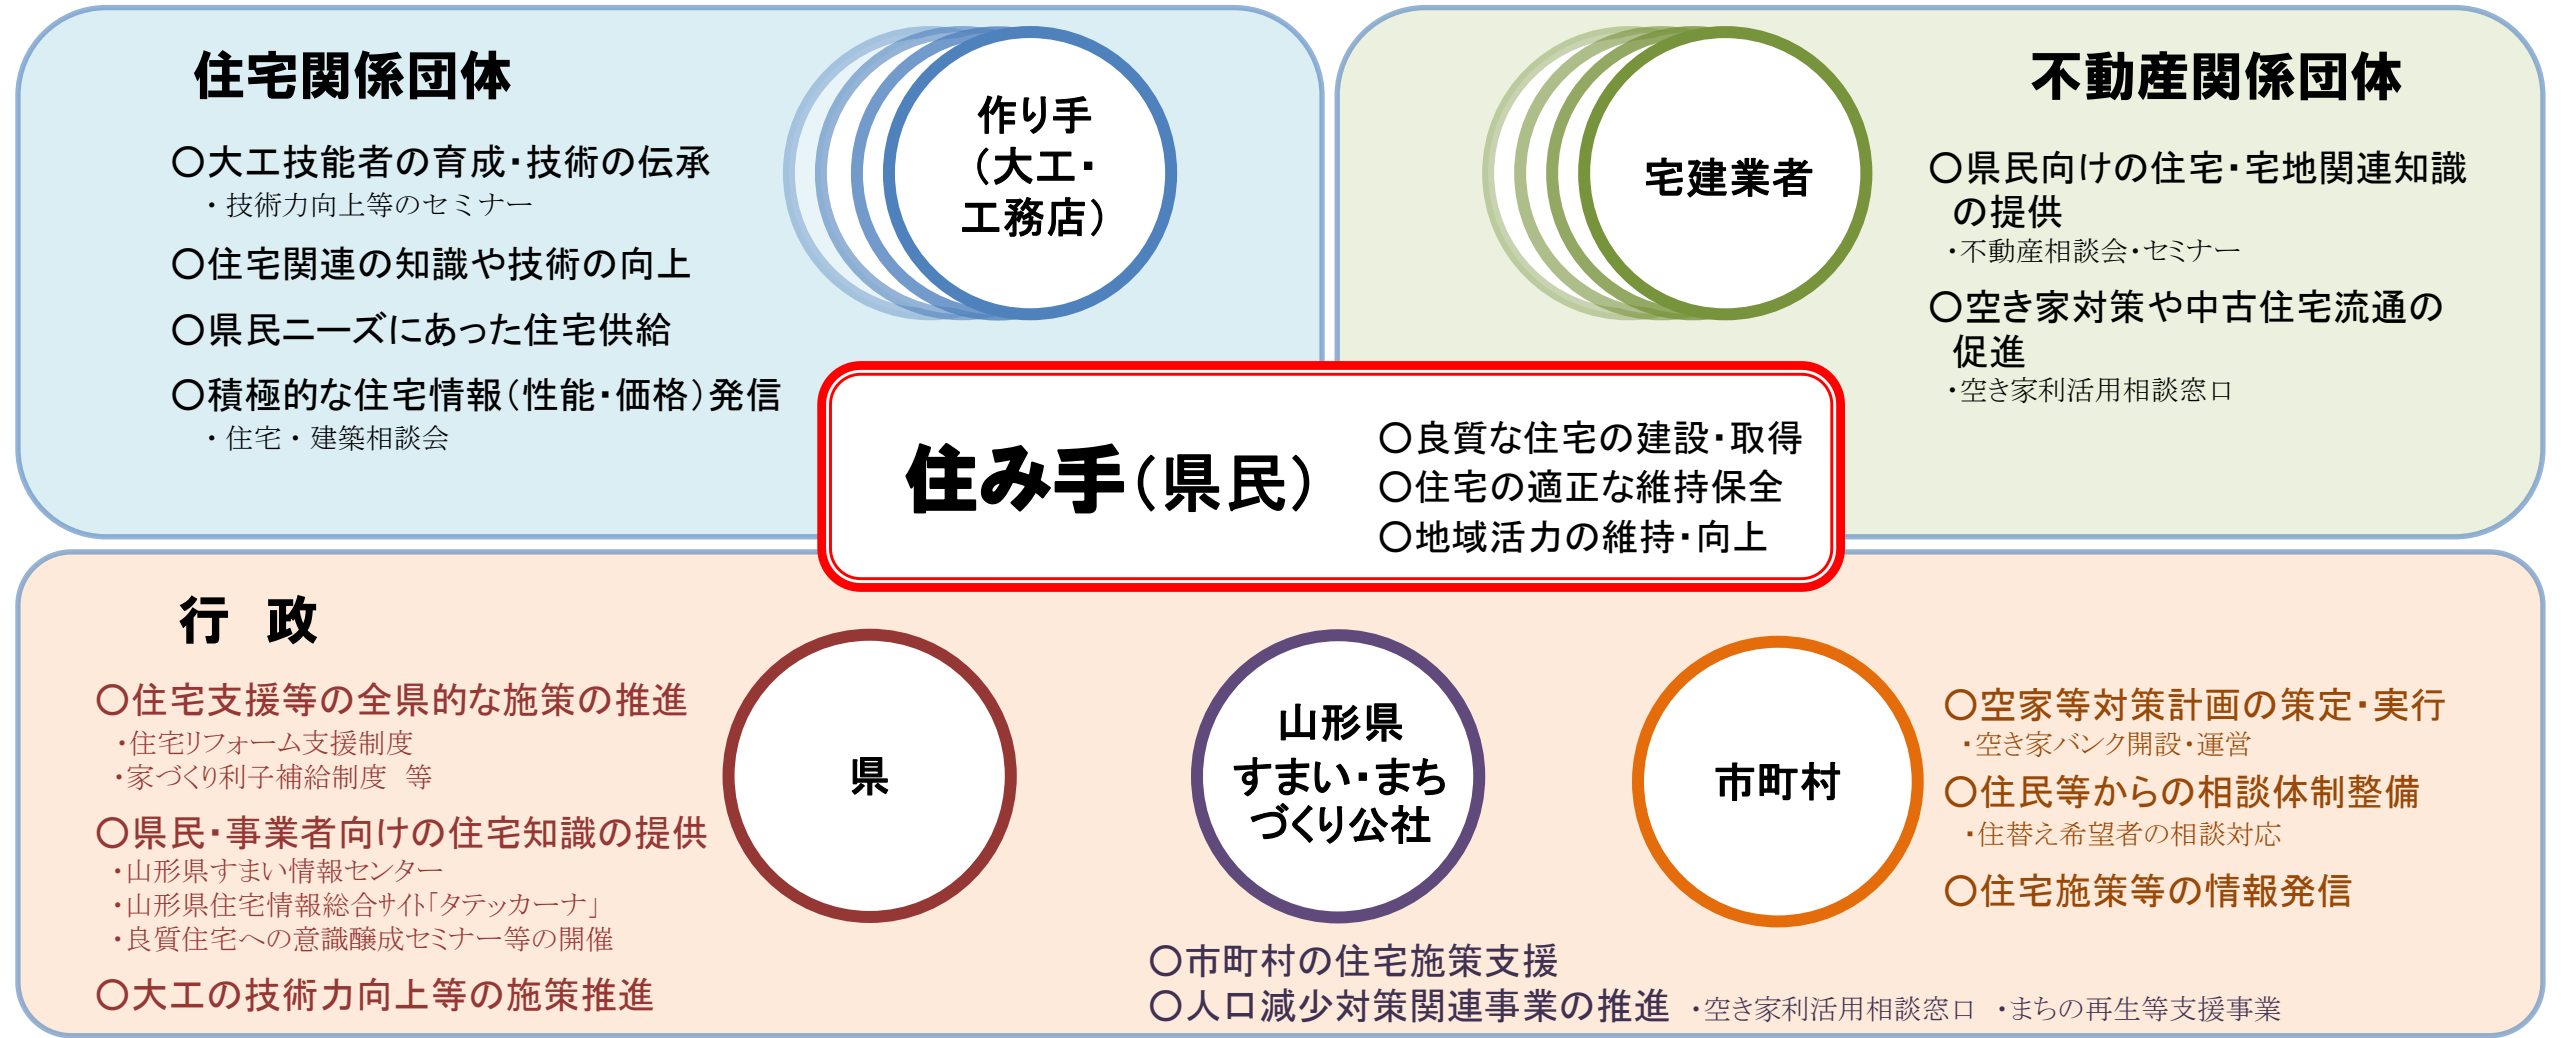 住宅関係団体
〇大工技能者の育成・技術の伝承
・技術力向上等のセミナー
〇住宅関連の知識や技術の向上
〇県民ニーズにあった住宅供給
〇積極的な住宅情報（性能・価格）発信
・住宅・建築相談会
作り手
（大工・
工務店）
宅建業者
不動産関係団体
〇県民向けの住宅・宅地関連知識
の提供
・不動産相談会・セミナー
〇空き家対策や中古住宅流通の
促進
・空き家利活用相談窓口
住み手（県民）
〇良質な住宅の建設・取得
〇住宅の適正な維持保全
〇地域活力の維持・向上
行　政
〇住宅支援等の全県的な施策の推進
・住宅リフォーム支援制度
・家づくり利子補給制度　等
〇県民・事業者向けの住宅知識の提供
・山形県すまい情報センター
・山形県住宅情報総合サイト「タテッカーナ」
・良質住宅への意識醸成セミナー等の開催
〇大工の技術力向上等の施策推進
県
山形県
すまい・まち
づくり公社
〇市町村の住宅施策支援
〇人口減少対策関連事業の推進 ・空き家利活用相談窓口 ・まちの再生等支援事業
市町村
〇空家等対策計画の策定・実行
・空き家バンク開設・運営
〇住民等からの相談体制整備
・住替え希望者の相談対応
〇住宅施策等の情報発信